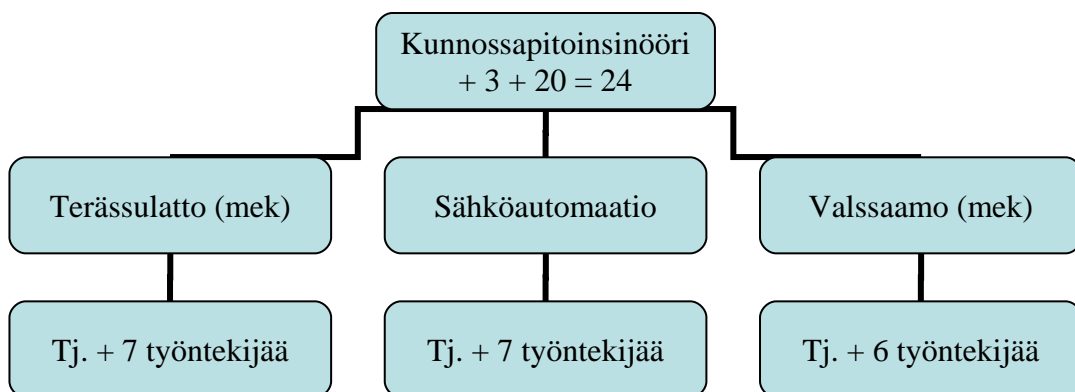 Kunnossapitoinsinööri
+ 3 + 20 = 24
Terässulatto (mek)
Sähköautomaatio
Valssaamo (mek)
Tj. + 7 työntekijää
Tj. + 7 työntekijää
Tj. + 6 työntekijää